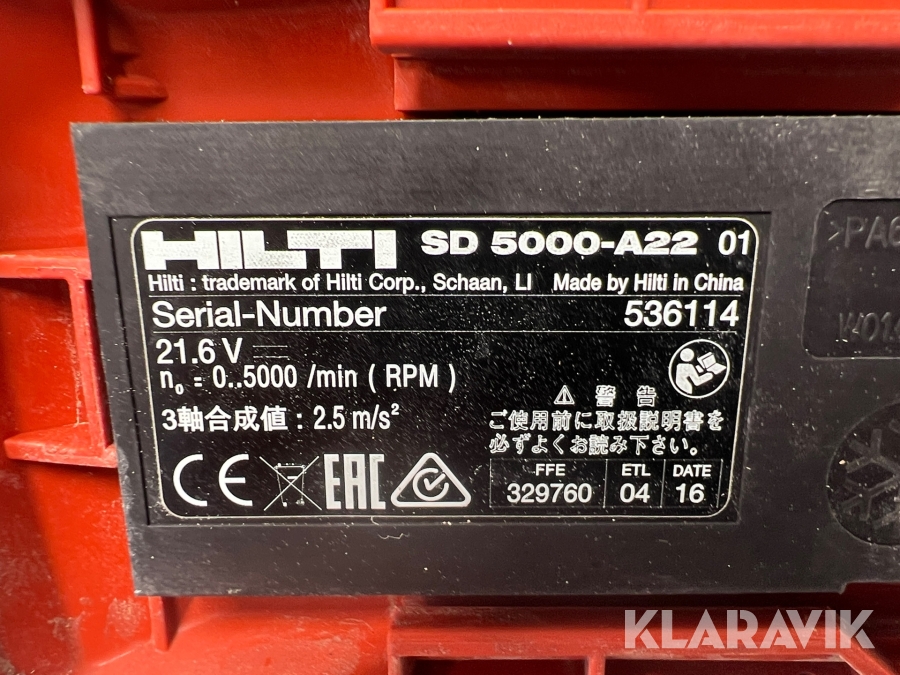 HILTI SD 5000-A22 01
Hilti : trademark of Hilti Corp., Schaan, LI Made by Hilti in China
Serial-Number 536114
21.6 V
n₀ = 0..5000 /min ( RPM )
3軸合成値 : 2.5 m/s²
⚠ 警 告
ご使用前に取扱説明書を
必ずよくお読み下さい。
CE EAC
FFE ETL DATE
329760 04 16
>PA6
KLARAVIK